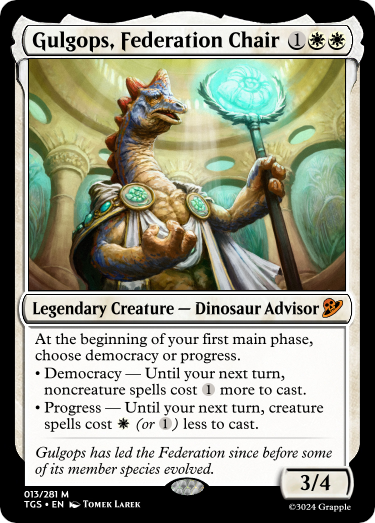 Gulgops, Federation Chair 1
Legendary Creature — Dinosaur Advisor
At the beginning of your first main phase,
choose democracy or progress.
• Democracy — Until your next turn,
noncreature spells cost 1 more to cast.
• Progress — Until your next turn, creature
spells cost (or 1) less to cast.
Gulgops has led the Federation since before some
of its member species evolved.
3/4
013/281 M
TGS • EN Tomek Larek
©3024 Grapple